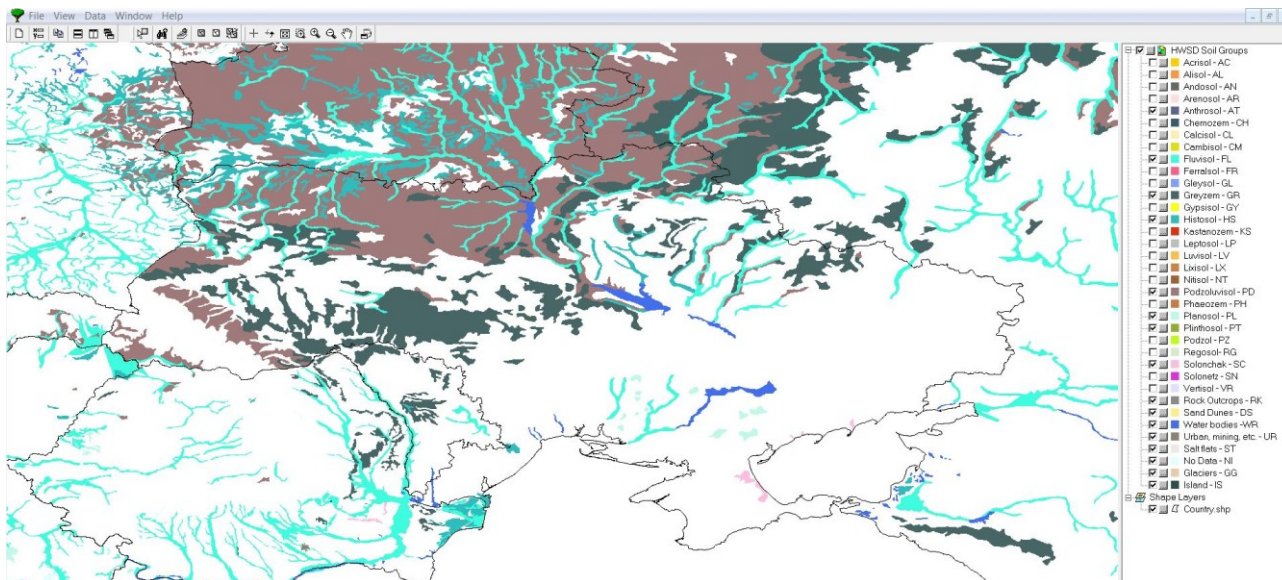 File View Data Window Help
HWSD Soil Groups
Acrisol - AC
Alisol - AL
Andosol - AN
Arenosol - AR
Anthrosol - AT
Chernozem - CH
Calcisol - CL
Cambisol - CM
Fluvisol - FL
Ferralsol - FR
Gleysol - GL
Greyzem - GR
Gypsisol - GY
Histosol - HS
Kastanozem - KS
Leptosol - LP
Luvisol - LV
Lixisol - LX
Nitisol - NT
Podzoluvisol - PD
Phaeozem - PH
Planosol - PL
Plinthosol - PT
Podzol - PZ
Regosol - RG
Solonchak - SC
Solonetz - SN
Vertisol - VR
Rock Outcrops - RK
Sand Dunes - DS
Water bodies -WR
Urban, mining, etc. - UR
Salt flats - ST
No Data - NI
Glaciers - GG
Island - IS
Shape Layers
Country.shp